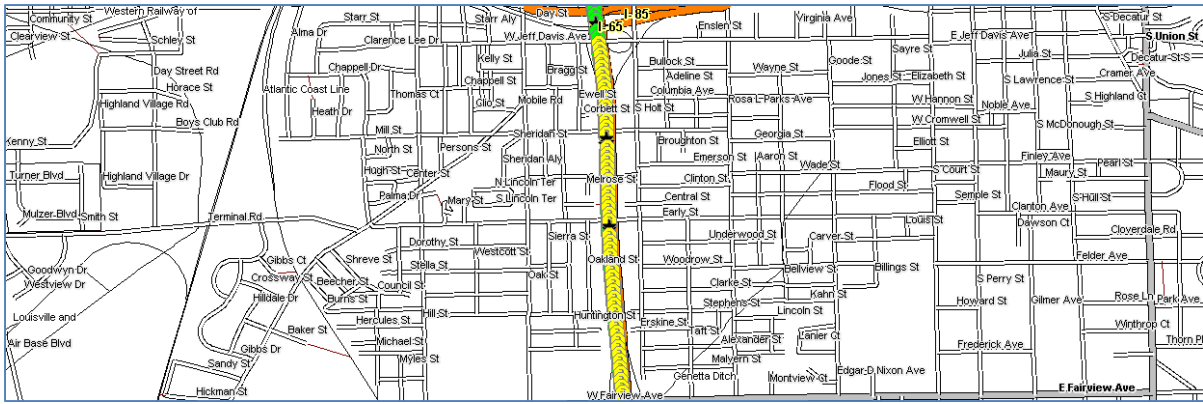 Community St
Western Railway of
Clearview St
Schley St
Day Street Rd
Horace St
Highland Village Rd
Boys Club Rd
Kenny St
Turner Blvd
Highland Village Dr
Mulzer Blvd
Smith St
Terminal Rd
Goodwyn Dr
Westview Dr
Louisville and
Air Base Blvd
Starr St
Starr Aly
Day St
I-85
I-65
Alma Dr
Clarence Lee Dr
W Jeff Davis Ave
Kelly St
Chappell Dr
Chappell St
Bragg St
Atlantic Coast Line
Thomas Ct
Glio St
Mobile Rd
Ewell St
Corbett St
Heath Dr
Mill St
Sheridan St
North St
Persons St
Sheridan Aly
Hugh St
Center St
Melrose St
N Lincoln Ter
Palma Dr
Mary St
S Lincoln Ter
Dorothy St
Sierra St
Westcott St
Gibbs Ct
Shreve St
Stella St
Oakland St
Crossway St
Beecher St
Oak St
Council St
Hilldale Dr
Burns St
Hill St
Huntington St
Hercules St
Baker St
Michael St
Gibbs Dr
Myles St
Sandy St
Hickman St
W Fairview Ave
Enslen St
Virginia Ave
S Decatur St
S Union St
E Jeff Davis Ave
Sayre St
Julia St
Decatur St S
Bullock St
Goode St
Wayne St
Adeline St
Jones St
Elizabeth St
S Lawrence St
Cramer Ave
Columbia Ave
Rosa L Parks Ave
W Hannon St
S Highland Ct
S Holt St
Noble Ave
W Cromwell St
S McDonough St
Broughton St
Georgia St
Elliott St
Emerson St
Aaron St
Wade St
Finley Ave
Pearl St
S Court St
Maury St
Clinton St
Flood St
Central St
Semple St
S Hull St
Early St
Louis St
Clanton Ave
Dawson Ct
Cloverdale Rd
Underwood St
Carver St
Woodrow St
Felder Ave
Bellview St
Billings St
Clarke St
S Perry St
Kahn St
Stephens St
Howard St
Gilmer Ave
Rose Ln
Park Ave
Lincoln St
Erskine St
Taft St
Winthrop Ct
Alexander St
Lanier Ct
Frederick Ave
Thorn Pl
Malvern St
Genetta Ditch
Montview Ct
Edgar D Nixon Ave
E Fairview Ave